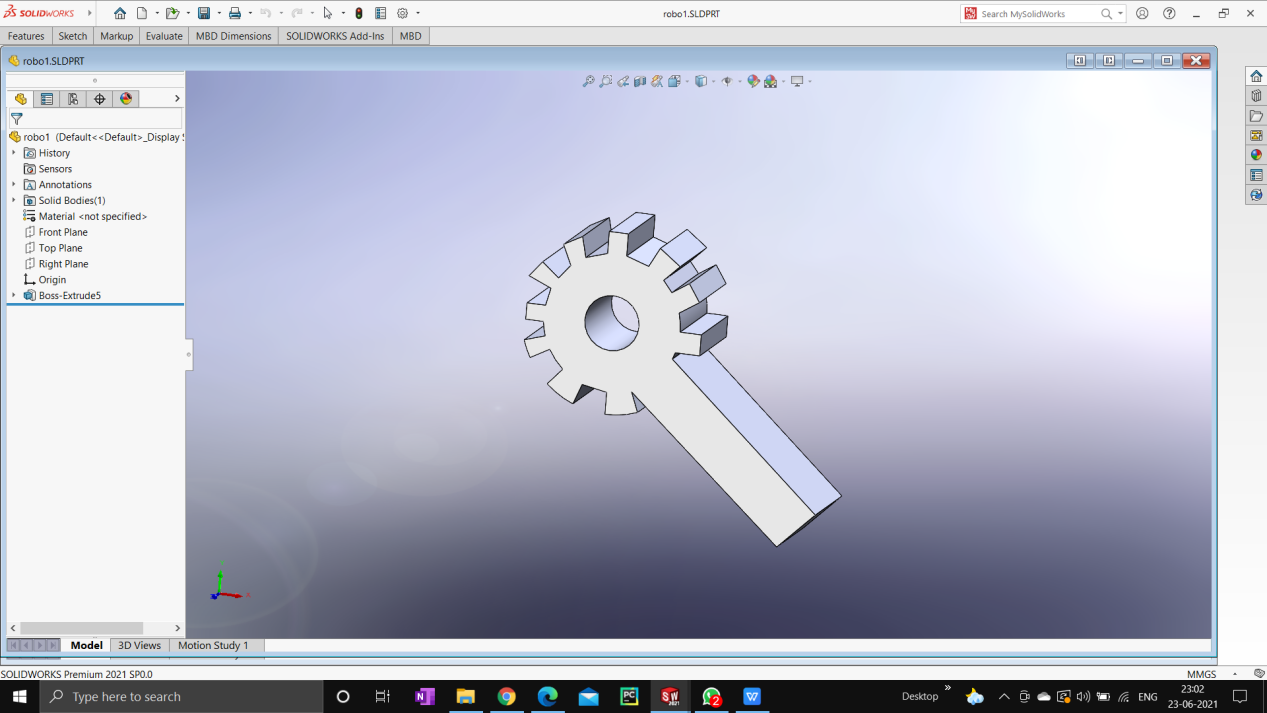 SOLIDWORKS
robo1.SLDPRT
Search MySolidWorks
Features Sketch Markup Evaluate MBD Dimensions SOLIDWORKS Add-Ins MBD
robo1.SLDPRT
robo1 (Default<<Default>_Display S
History
Sensors
Annotations
Solid Bodies(1)
Material <not specified>
Front Plane
Top Plane
Right Plane
Origin
Boss-Extrude5
Model 3D Views Motion Study 1
SOLIDWORKS Premium 2021 SP0.0
MMGS
Type here to search
Desktop
ENG
23:02
23-06-2021